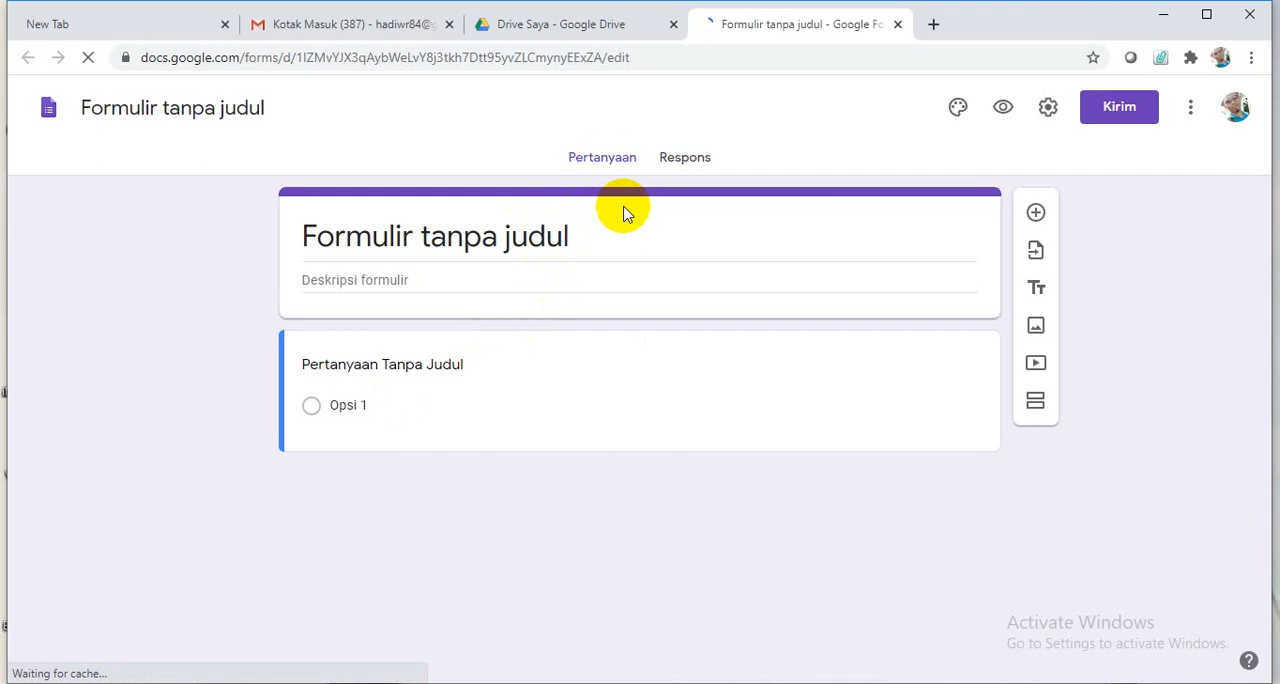 New Tab
Kotak Masuk (387) - hadiwr84@g
Drive Saya - Google Drive
Formulir tanpa judul - Google Fo
docs.google.com/forms/d/1IZMvYJX3qAybWeLvY8j3tkh7Dtt95yvZLCmynyEExZA/edit
Formulir tanpa judul
Kirim
Pertanyaan
Respons
Formulir tanpa judul
Deskripsi formulir
Pertanyaan Tanpa Judul
Opsi 1
Activate Windows
Go to Settings to activate Windows.
Waiting for cache...